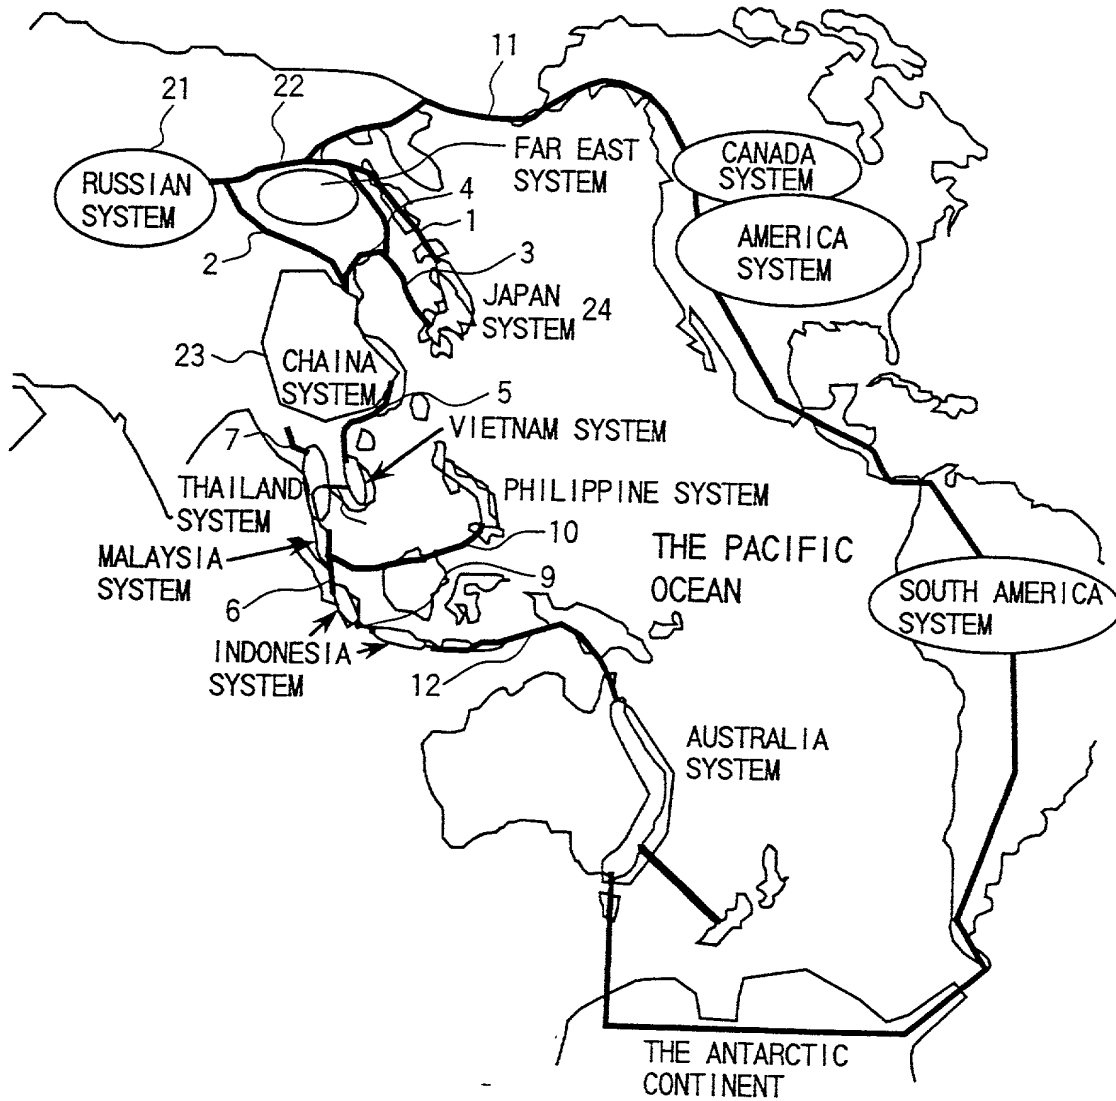 11
21
22
FAR EAST
SYSTEM
CANADA
SYSTEM
RUSSIAN
SYSTEM
4
1
AMERICA
SYSTEM
2
3
JAPAN
SYSTEM
24
23
CHAINA
SYSTEM
5
7
VIETNAM SYSTEM
THAILAND
SYSTEM
PHILIPPINE SYSTEM
10
MALAYSIA
SYSTEM
THE PACIFIC
OCEAN
9
6
SOUTH AMERICA
SYSTEM
INDONESIA
SYSTEM
12
AUSTRALIA
SYSTEM
THE ANTARCTIC
CONTINENT